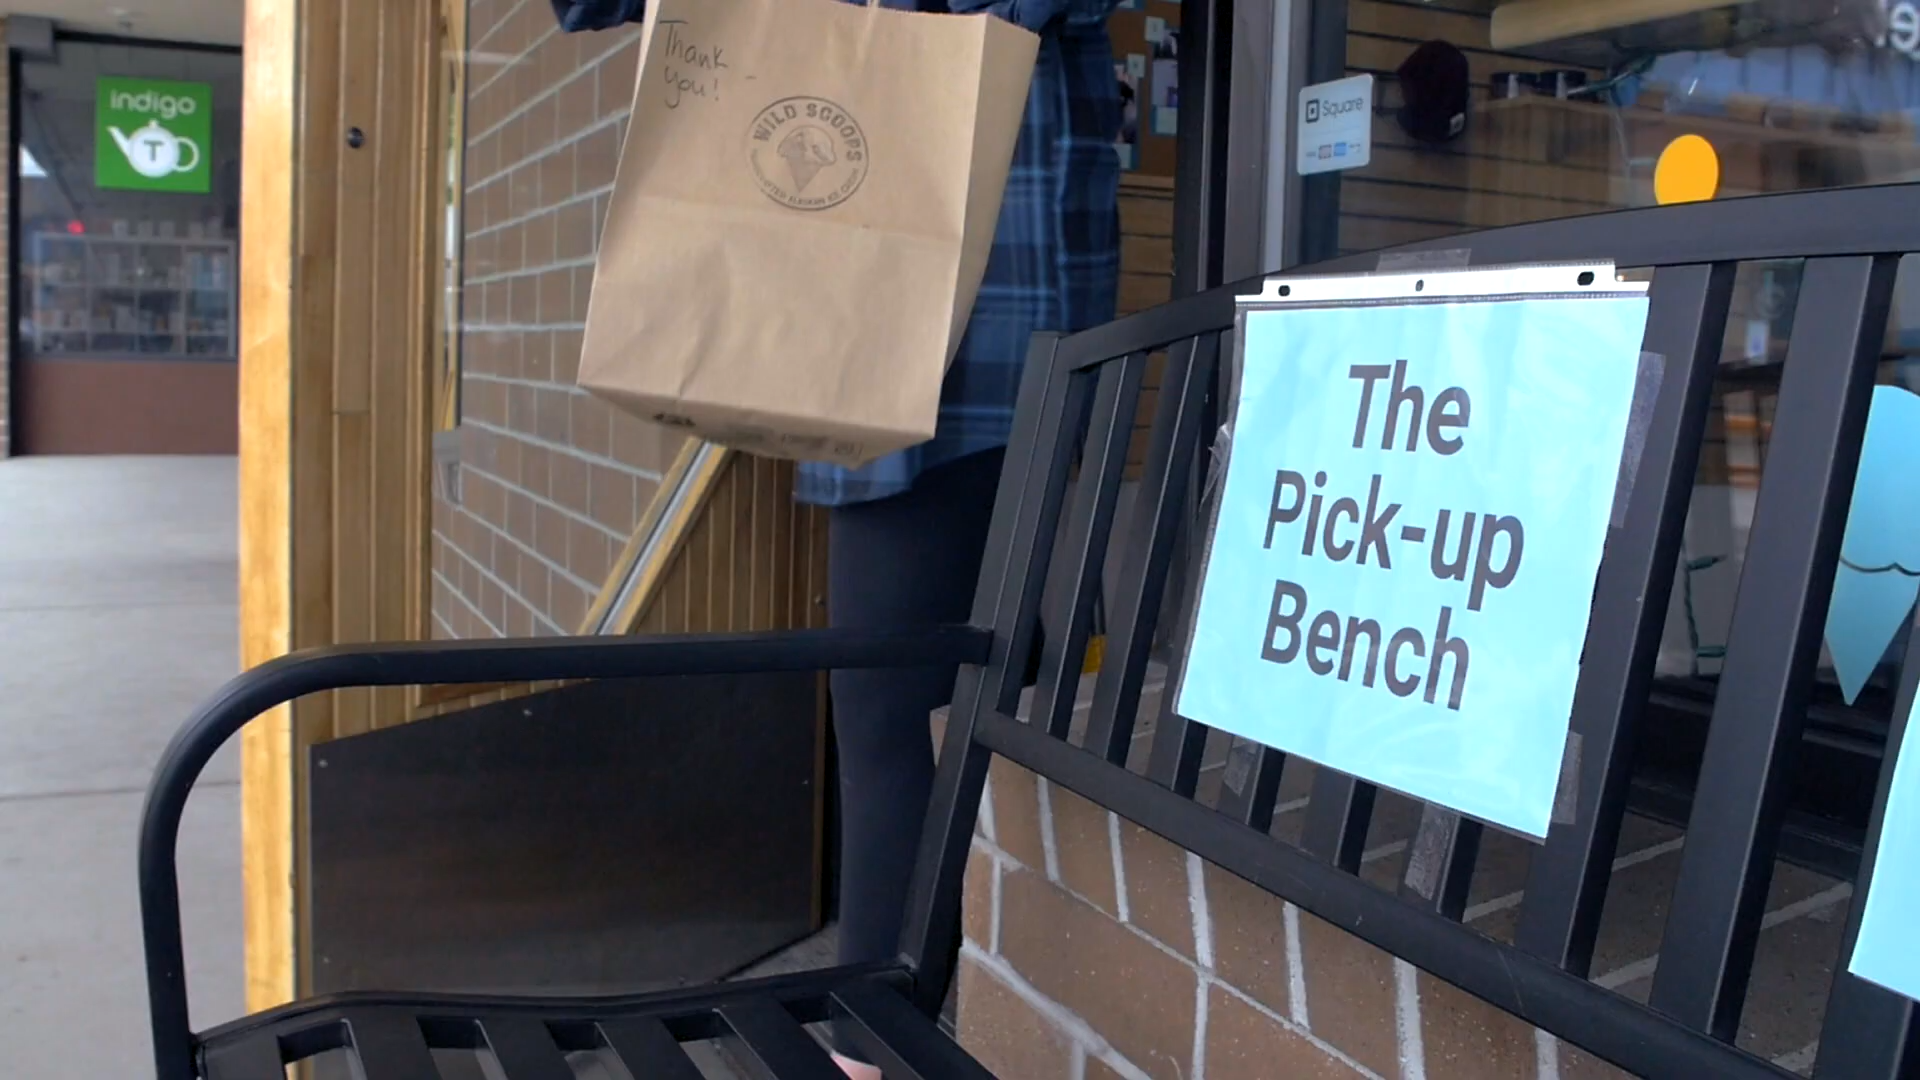 indigo
T
Thank
you!
WILD SCOOPS
Square
The
Pick-up
Bench